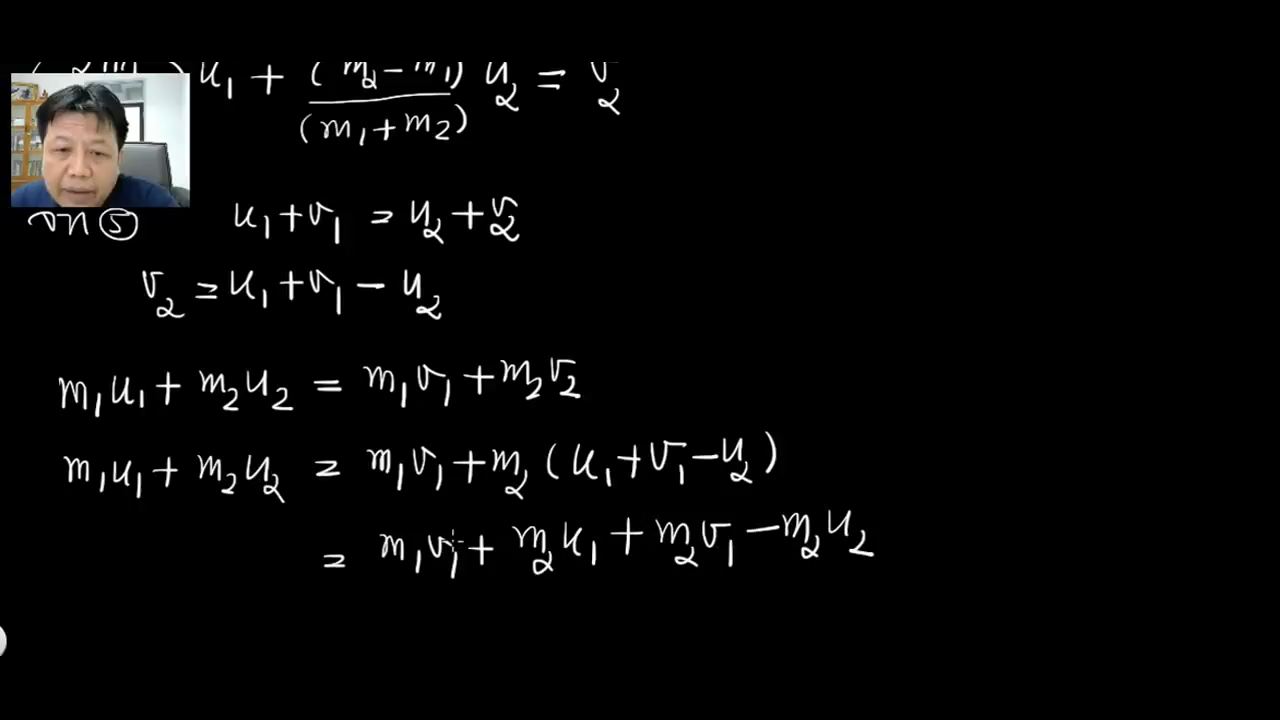 (2m₁)u₁ + (m₂ - m₁)/(m₁ + m₂) u₂ = v₂
จาก ⑤ u₁ + v₁ = u₂ + v₂
v₂ = u₁ + v₁ - u₂
m₁u₁ + m₂u₂ = m₁v₁ + m₂v₂
m₁u₁ + m₂u₂ = m₁v₁ + m₂(u₁ + v₁ - u₂)
= m₁v₁ + m₂u₁ + m₂v₁ - m₂u₂